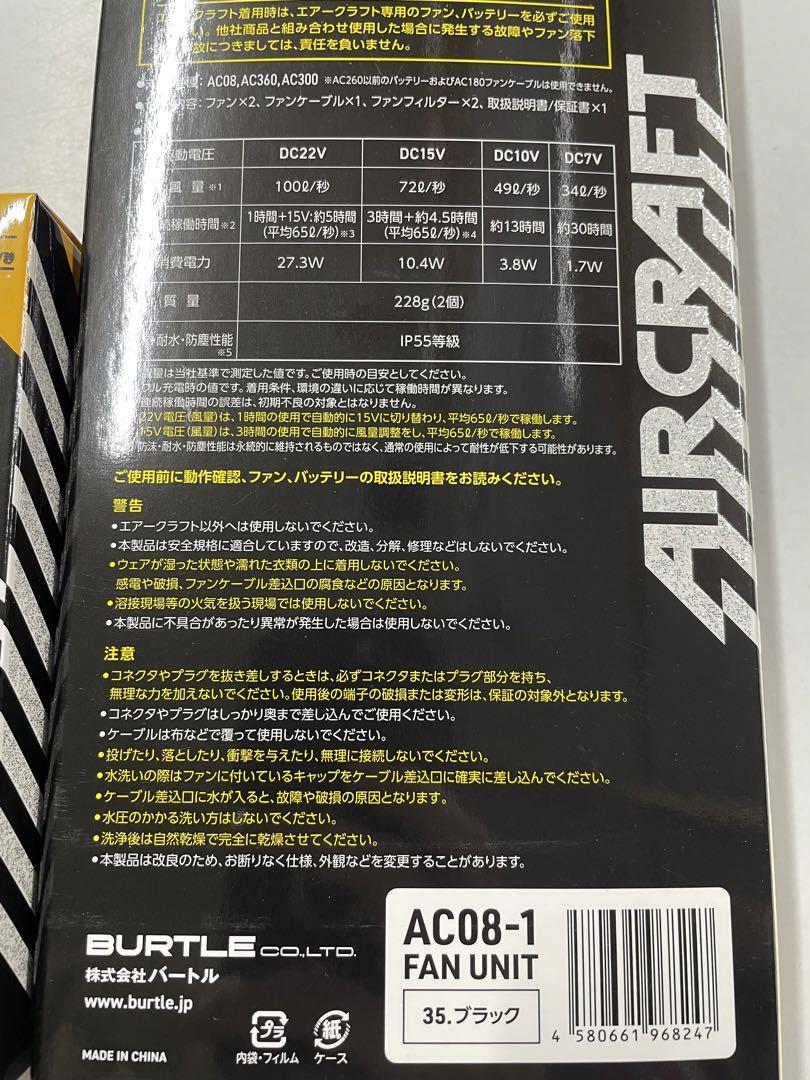 エアークラフト着用時は、エアークラフト専用のファン、バッテリーを必ずご使用
い。他社商品と組み合わせ使用した場合に発生する故障やファン落下
故につきましては、責任を負いません。
種: AC08,AC360,AC300 ※AC260以前のバッテリーおよびAC180ファンケーブルは使用できません。
内容: ファン×2、ファンケーブル×1、ファンフィルター×2、取扱説明書/保証書×1
駆動電圧 DC22V DC15V DC10V DC7V
風 量 ※1 100ℓ/秒 72ℓ/秒 49ℓ/秒 34ℓ/秒
続稼働時間※2 1時間+15V:約5時間 (平均65ℓ/秒)※3 3時間+約4.5時間 (平均65ℓ/秒)※4 約13時間 約30時間
消費電力 27.3W 10.4W 3.8W 1.7W
質 量 228g(2個)
耐水・防塵性能 ※5 IP55等級
量は当社基準で測定した値です。ご使用時の目安としてください。
ル充電時の値です。着用条件、環境の違いに応じて稼働時間が異なります。
連続稼働時間の誤差は、初期不良の対象とはなりません。
22V電圧(風量)は、1時間の使用で自動的に15Vに切り替わり、平均65ℓ/秒で稼働します。
15V電圧(風量)は、3時間の使用で自動的に風量調整をし、平均65ℓ/秒で稼働します。
防沫・耐水・防塵性能は永続的に維持されるものではなく、通常の使用によって耐性が低下する可能性があります。
ご使用前に動作確認、ファン、バッテリーの取扱説明書をお読みください。
警告
●エアークラフト以外へは使用しないでください。
●本製品は安全規格に適合していますので、改造、分解、修理などはしないでください。
●ウェアが湿った状態や濡れた衣類の上に着用しないでください。
感電や破損、ファンケーブル差込口の腐食などの原因となります。
●溶接現場等の火気を扱う現場では使用しないでください。
●本製品に不具合があったり異常が発生した場合は使用しないでください。
注意
●コネクタやプラグを抜き差しするときは、必ずコネクタまたはプラグ部分を持ち、
無理な力を加えないでください。使用後の端子の破損または変形は、保証の対象外となります。
●コネクタやプラグはしっかり奥まで差し込んでご使用ください。
●ケーブルは布などで覆って使用しないでください。
●投げたり、落としたり、衝撃を与えたり、無理に接続しないでください。
●水洗いの際はファンに付いているキャップをケーブル差込口に確実に差し込んでください。
●ケーブル差込口に水が入ると、故障や破損の原因となります。
●水圧のかかる洗い方はしないでください。
●洗浄後は自然乾燥で完全に乾燥させてください。
●本製品は改良のため、お断りなく仕様、外観などを変更することがあります。
AIRCRAFT
BURTLE CO.,LTD.
株式会社バートル
www.burtle.jp
MADE IN CHINA
プラ
内袋・フィルム
紙
ケース
AC08-1
FAN UNIT
35.ブラック
4 580661 968247